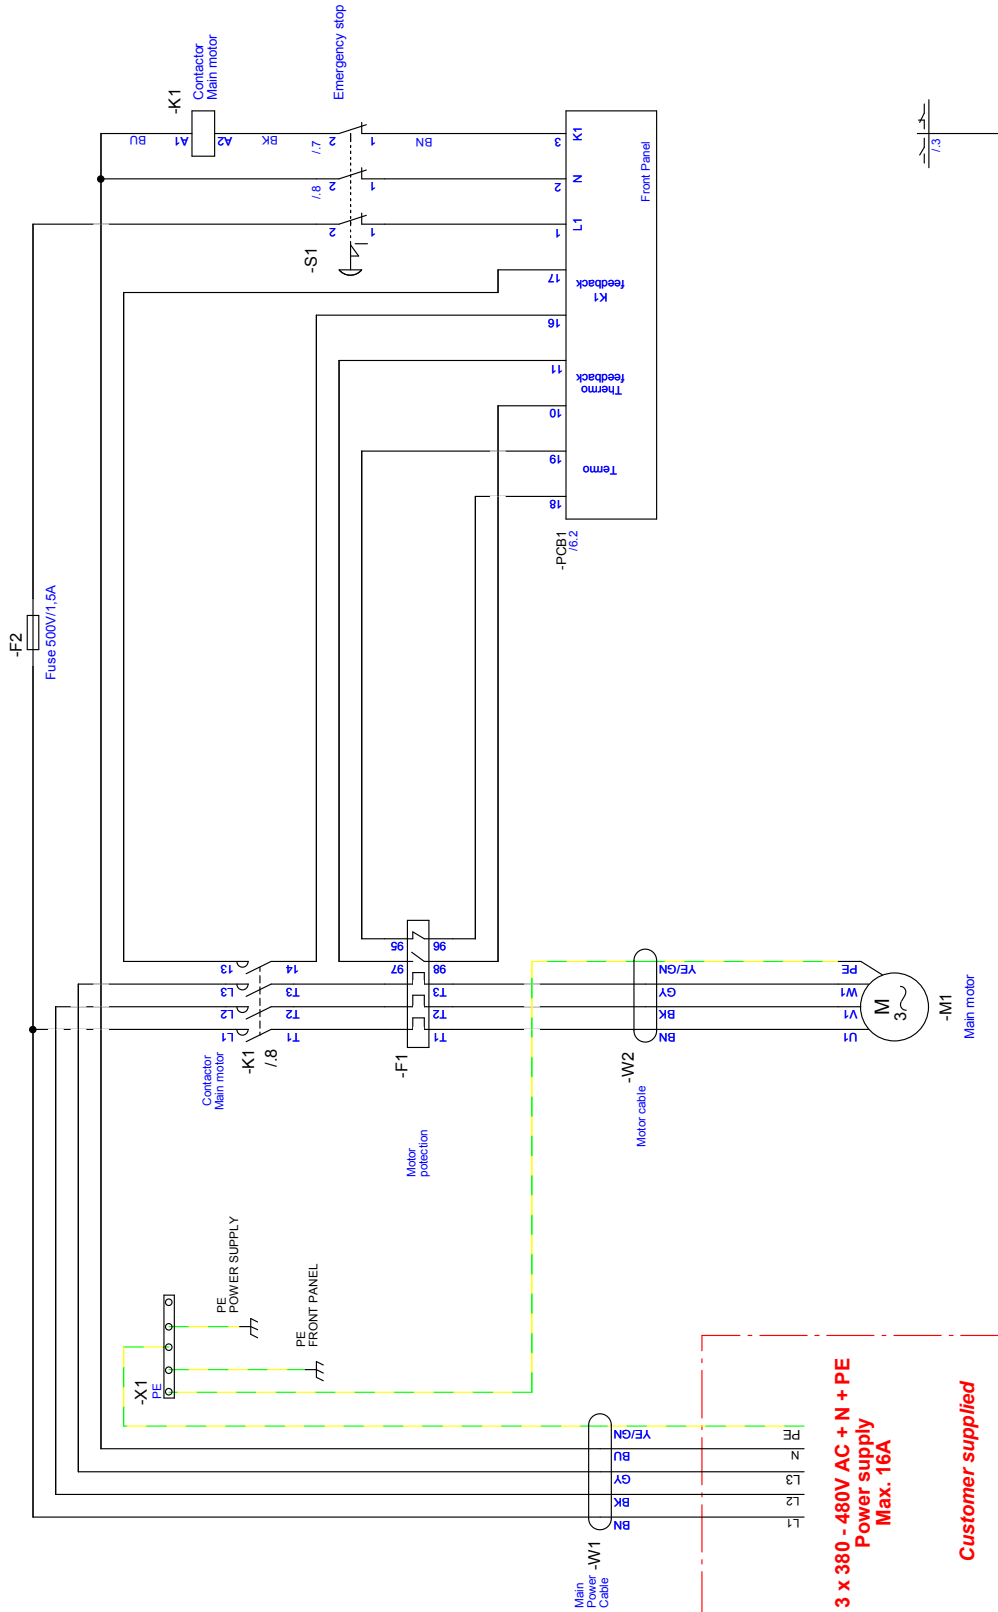 -K1
Contactor
Main motor
Emergency stop
BU
A1
A2
BK
/.7
2
1
BN
3
K1
/.8
2
1
2
N
-S1
2
1
1
L1
Front Panel
17
K1
feedback
16
11
Thermo
feedback
10
19
Termo
18
-PCB1
/6.2
/.3
-F2
Fuse 500V/1,5A
13
14
L3
T3
L2
T2
L1
T1
Contactor
Main motor
-K1
/.8
95
96
97
98
T3
T2
T1
-F1
Motor
potection
YE/GN
GY
BK
BN
-W2
Motor cable
PE
W1
V1
U1
M
3
-M1
Main motor
-X1
PE
PE
POWER SUPPLY
PE
FRONT PANEL
YE/GN
BU
GY
BK
BN
Main
Power
Cable
-W1
PE
N
L3
L2
L1
3 x 380 - 480V AC + N + PE
Power supply
Max. 16A
Customer supplied